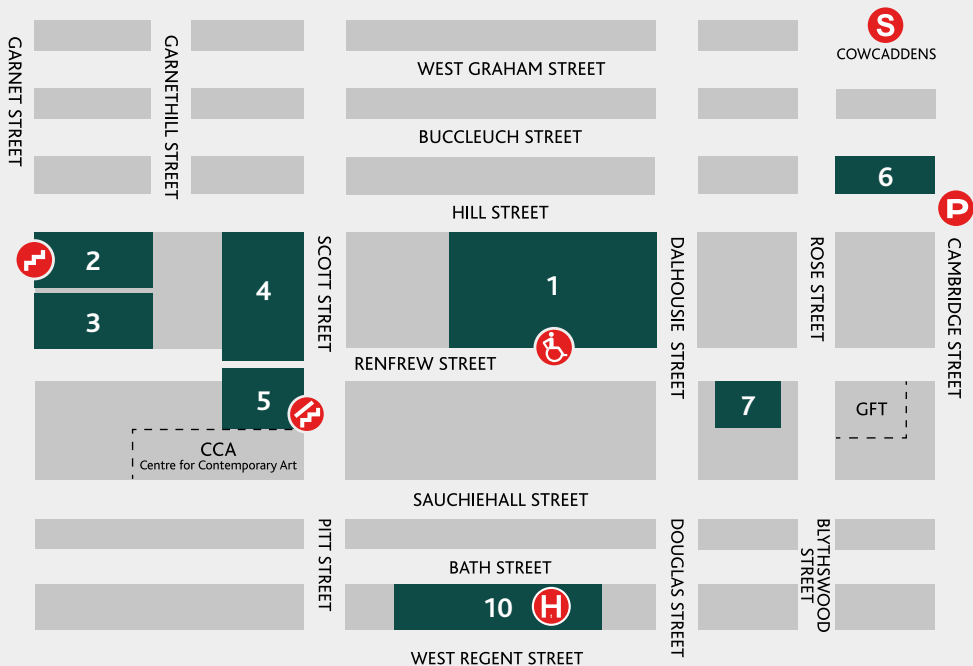 S
COWCADDENS
GARNET STREET
GARNETHILL STREET
WEST GRAHAM STREET
BUCCLEUCH STREET
6
P
HILL STREET
2
3
4
SCOTT STREET
1
DALHOUSIE STREET
ROSE STREET
CAMBRIDGE STREET
RENFREW STREET
5
7
GFT
CCA
Centre for Contemporary Art
SAUCHIEHALL STREET
PITT STREET
BATH STREET
DOUGLAS STREET
BLYTHSWOOD
STREET
10
H
WEST REGENT STREET